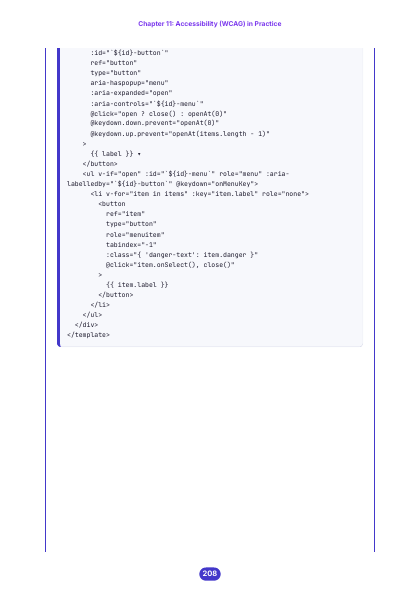 Chapter 11: Accessibility (WCAG) in Practice
:id="`${id}-button`"
ref="button"
type="button"
aria-haspopup="menu"
:aria-expanded="open"
:aria-controls="`${id}-menu`"
@click="open ? close() : openAt(0)"
@keydown.down.prevent="openAt(0)"
@keydown.up.prevent="openAt(items.length - 1)"
>
{{ label }} ▾
</button>
<ul v-if="open" :id="`${id}-menu`" role="menu" :aria-
labelledby="`${id}-button`" @keydown="onMenuKey">
<li v-for="item in items" :key="item.label" role="none">
<button
ref="item"
type="button"
role="menuitem"
tabindex="-1"
:class="{ 'danger-text': item.danger }"
@click="item.onSelect(), close()"
>
{{ item.label }}
</button>
</li>
</ul>
</div>
</template>
208